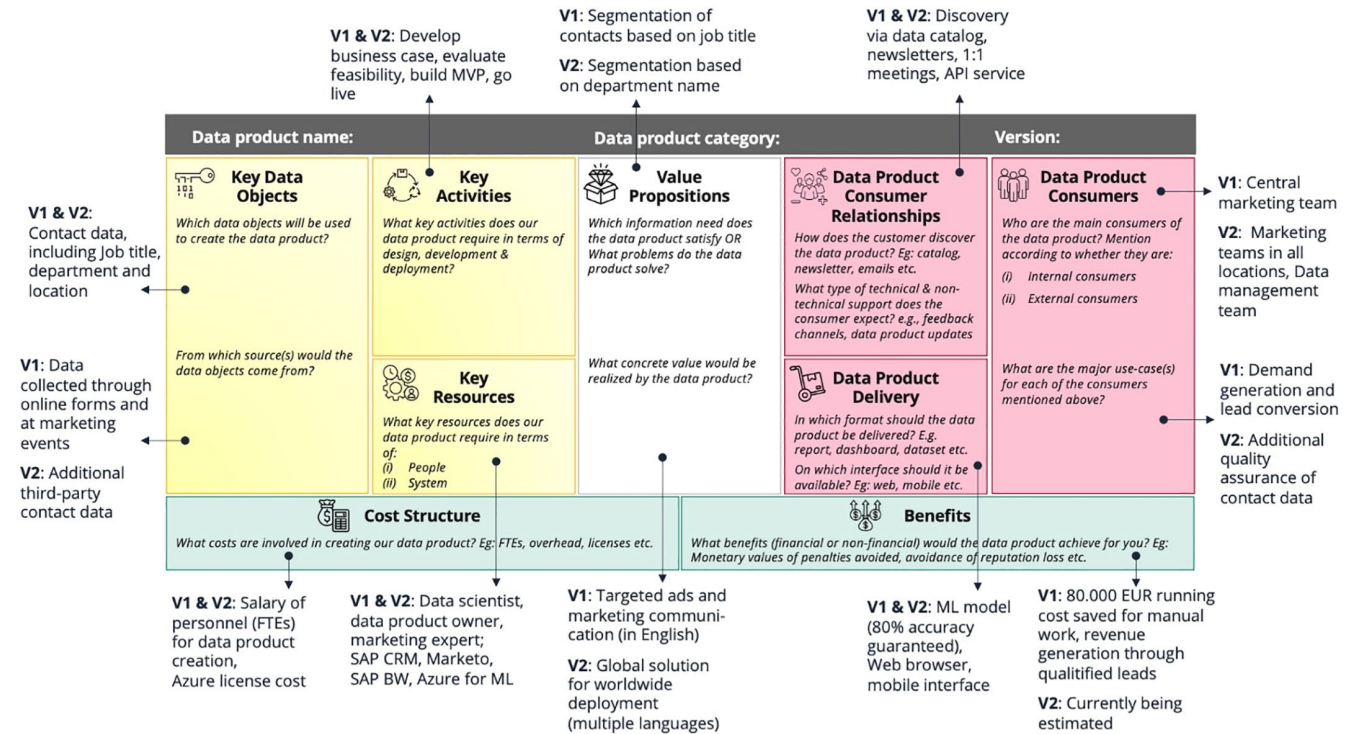 V1 & V2: Develop
business case, evaluate
feasibility, build MVP, go
live
V1: Segmentation of
contacts based on job title
V2: Segmentation based
on department name
V1 & V2: Discovery
via data catalog,
newsletters, 1:1
meetings, API service
Data product name:
Data product category:
Version:
V1 & V2:
Contact data,
including Job title,
department and
location
V1: Data
collected through
online forms and
at marketing
events
V2: Additional
third-party
contact data
Key Data
Objects
Which data objects will be used
to create the data product?
From which source(s) would the
data objects come from?
Key
Activities
What key activities does our
data product require in terms of
design, development &
deployment?
Key
Resources
What key resources does our
data product require in terms
of:
(i) People
(ii) System
Value
Propositions
Which information need does
the data product satisfy OR
What problems do the data
product solve?
What concrete value would be
realized by the data product?
Data Product
Consumer
Relationships
How does the customer discover
the data product? Eg: catalog,
newsletter, emails etc.
What type of technical & non-
technical support does the
consumer expect? e.g., feedback
channels, data product updates
Data Product
Delivery
In which format should the data
product be delivered? E.g.
report, dashboard, dataset etc.
On which interface should it be
available? Eg: web, mobile etc.
Data Product
Consumers
Who are the main consumers of
the data product? Mention
according to whether they are:
(i) Internal consumers
(ii) External consumers
What are the major use-case(s)
for each of the consumers
mentioned above?
V1: Central
marketing team
V2: Marketing
teams in all
locations, Data
management
team
V1: Demand
generation and
lead conversion
V2: Additional
quality
assurance of
contact data
Cost Structure
What costs are involved in creating our data product? Eg: FTEs, overhead, licenses etc.
Benefits
What benefits (financial or non-financial) would the data product achieve for you? Eg:
Monetary values of penalties avoided, avoidance of reputation loss etc.
V1 & V2: Salary of
personnel (FTEs)
for data product
creation,
Azure license cost
V1 & V2: Data scientist,
data product owner,
marketing expert;
SAP CRM, Marketo,
SAP BW, Azure for ML
V1: Targeted ads and
marketing communi-
cation (in English)
V2: Global solution
for worldwide
deployment
(multiple languages)
V1 & V2: ML model
(80% accuracy
guaranteed),
Web browser,
mobile interface
V1: 80.000 EUR running
cost saved for manual
work, revenue
generation through
qualitified leads
V2: Currently being
estimated